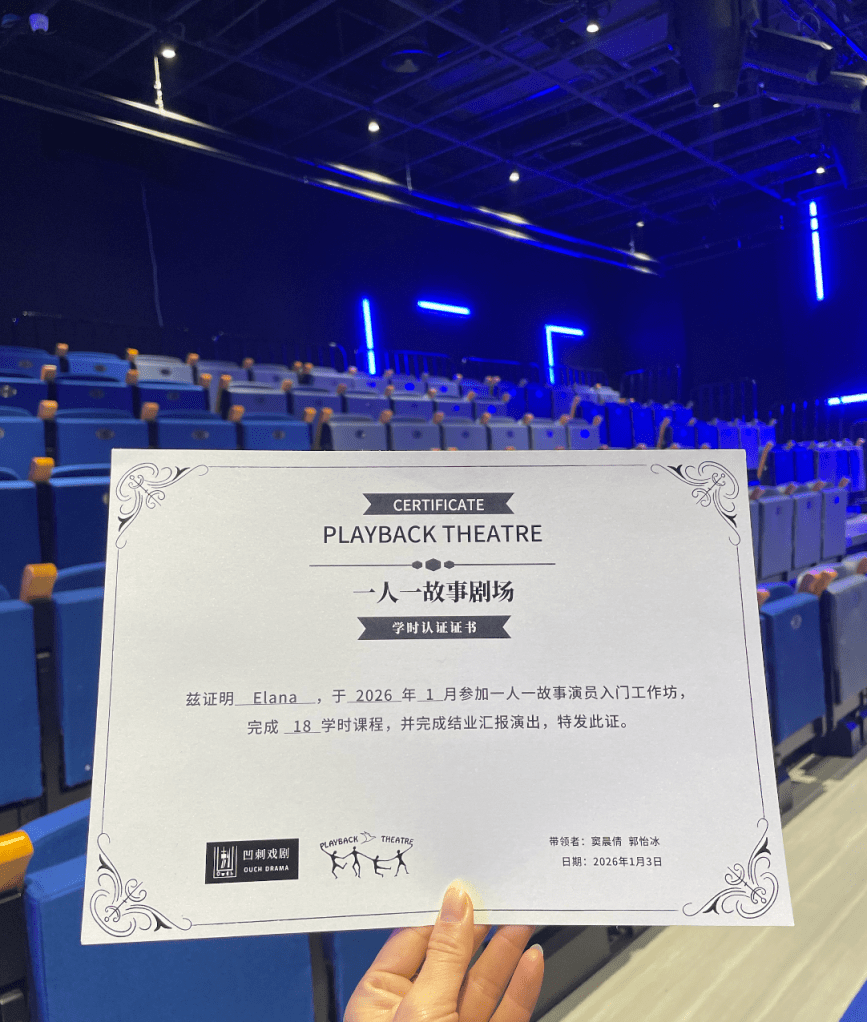 CERTIFICATE
PLAYBACK THEATRE
一人一故事剧场
学时认证证书
兹证明 Elana ，于 2026 年 1 月参加一人一故事演员入门工作坊，
完成 18 学时课程，并完成结业汇报演出，特发此证。
凹刺戏剧
OUCH DRAMA
PLAYBACK THEATRE
带领者：窦晨倩 郭怡冰
日期：2026年1月3日